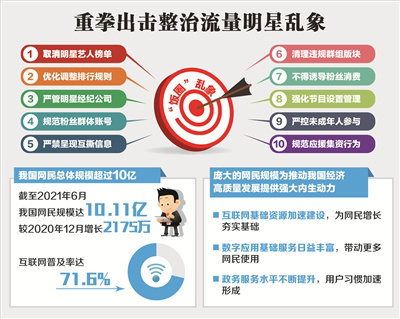 重拳出击整治流量明星乱象
1 取消明星艺人榜单
2 优化调整排行规则
3 严管明星经纪公司
4 规范粉丝群体账号
5 严禁呈现互撕信息
“饭圈”乱象
6 清理违规群组版块
7 不得诱导粉丝消费
8 强化节目设置管理
9 严控未成年人参与
10 规范应援集资行为
我国网民总体规模超过10亿
截至2021年6月
我国网民规模达10.11亿
较2020年12月增长2175万
互联网普及率达
71.6%
庞大的网民规模为推动我国经济
高质量发展提供强大内生动力
互联网基础资源加速建设，为网民增长
夯实基础
数字应用基础服务日益丰富，带动更多
网民使用
政务服务水平不断提升，用户习惯加速
形成